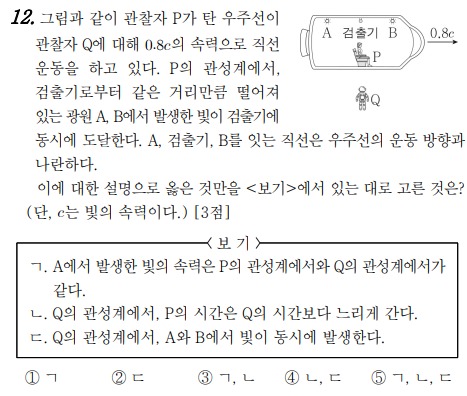 12. 그림과 같이 관찰자 P가 탄 우주선이
관찰자 Q에 대해 0.8c의 속력으로 직선
운동을 하고 있다. P의 관성계에서,
검출기로부터 같은 거리만큼 떨어져
있는 광원 A, B에서 발생한 빛이 검출기에
동시에 도달한다. A, 검출기, B를 잇는 직선은 우주선의 운동 방향과
나란하다.
A 검출기 B 0.8c
P
Q
이에 대한 설명으로 옳은 것만을 <보기>에서 있는 대로 고른 것은?
(단, c는 빛의 속력이다.) [3점]
<보 기>
ㄱ. A에서 발생한 빛의 속력은 P의 관성계에서와 Q의 관성계에서가
같다.
ㄴ. Q의 관성계에서, P의 시간은 Q의 시간보다 느리게 간다.
ㄷ. Q의 관성계에서, A와 B에서 빛이 동시에 발생한다.
① ㄱ ② ㄷ ③ ㄱ, ㄴ ④ ㄴ, ㄷ ⑤ ㄱ, ㄴ, ㄷ